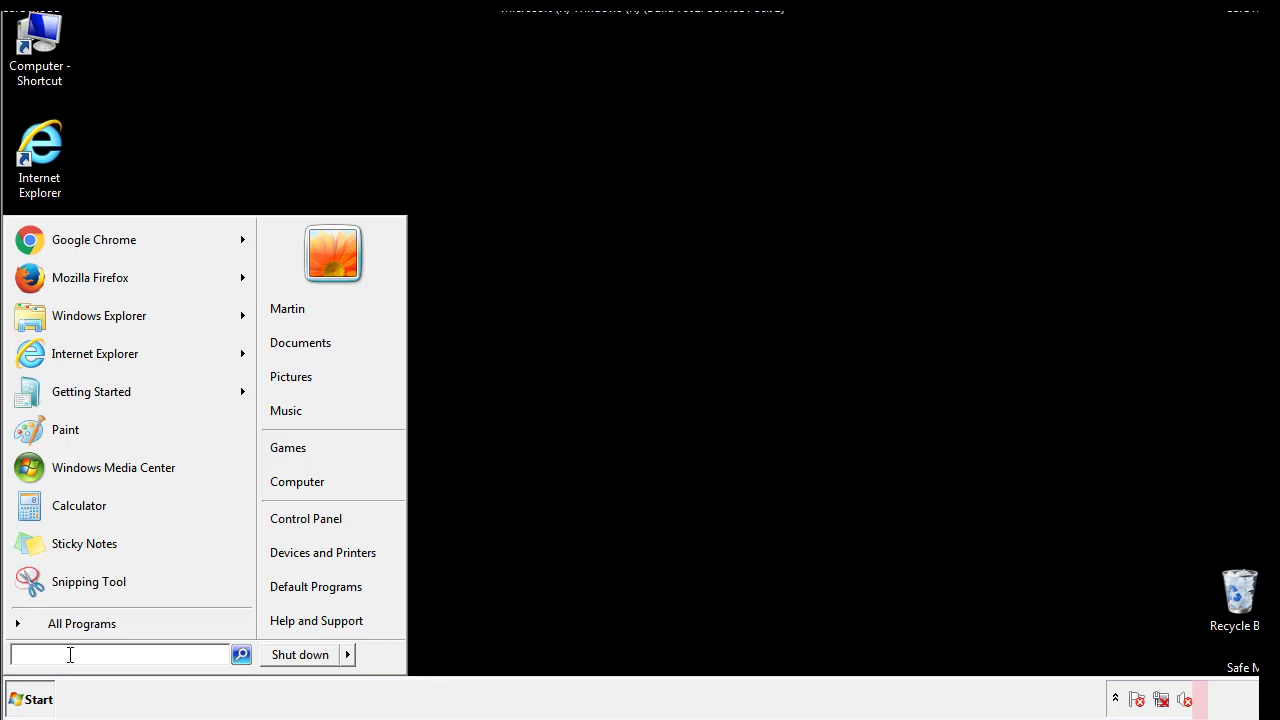 Computer -
Shortcut
Internet
Explorer
Google Chrome
Mozilla Firefox
Windows Explorer
Internet Explorer
Getting Started
Paint
Windows Media Center
Calculator
Sticky Notes
Snipping Tool
All Programs
Martin
Documents
Pictures
Music
Games
Computer
Control Panel
Devices and Printers
Default Programs
Help and Support
Shut down
Recycle B
Safe M
Start